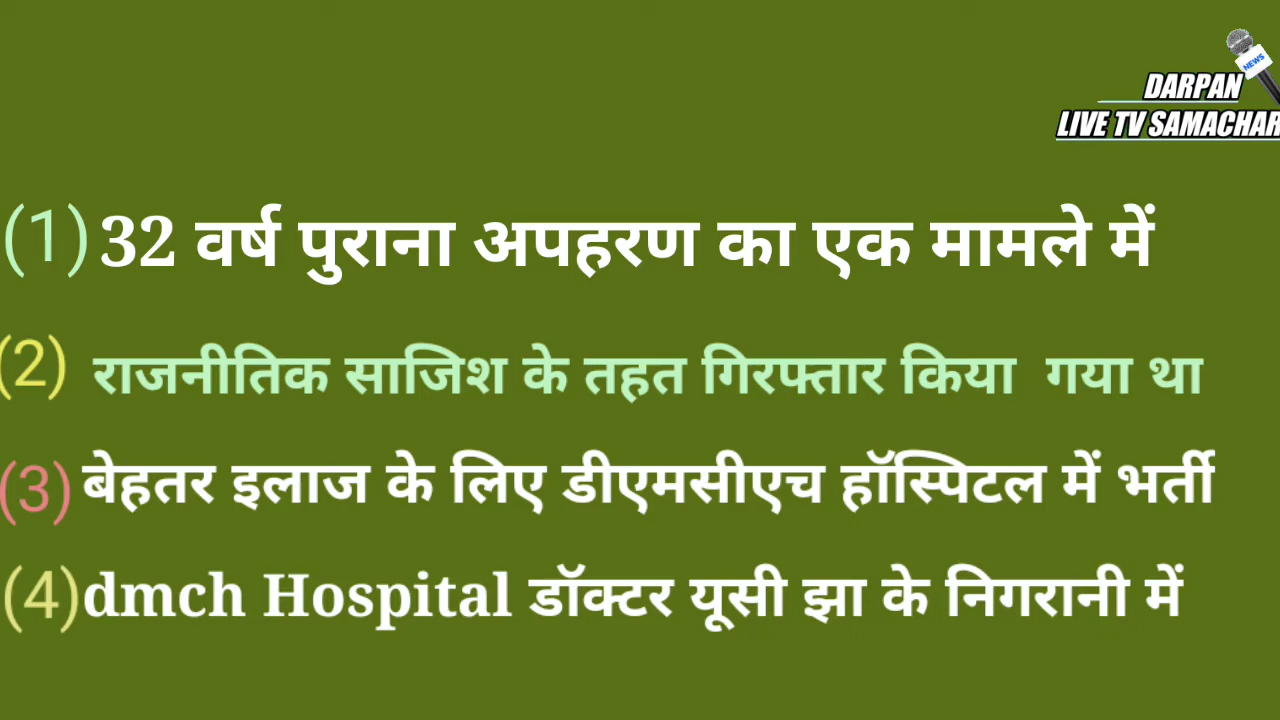 NEWS
DARPAN
LIVE TV SAMACHAR
(1) 32 वर्ष पुराना अपहरण का एक मामले में
(2) राजनीतिक साजिश के तहत गिरफ्तार किया गया था
(3) बेहतर इलाज के लिए डीएमसीएच हॉस्पिटल में भर्ती
(4) dmch Hospital डॉक्टर यूसी झा के निगरानी में